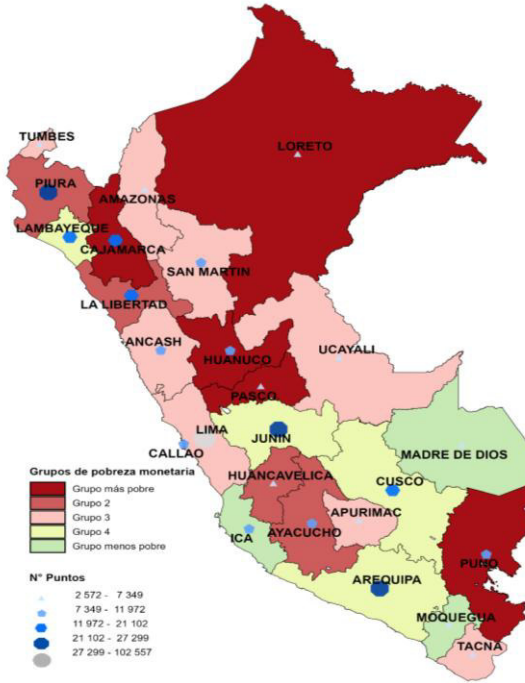 TUMBES
LORETO
PIURA
AMAZONAS
LAMBAYEQUE
CAJAMARCA
SAN MARTIN
LA LIBERTAD
ANCASH
HUANUCO
UCAYALI
PASCO
LIMA
JUNIN
CALLAO
MADRE DE DIOS
HUANCAVELICA
CUSCO
APURIMAC
ICA
AYACUCHO
PUNO
AREQUIPA
MOQUEGUA
TACNA
Grupos de pobreza monetaria
Grupo más pobre
Grupo 2
Grupo 3
Grupo 4
Grupo menos pobre
N° Puntos
2 572 - 7 349
7 349 - 11 972
11 972 - 21 102
21 102 - 27 299
27 299 - 102 557